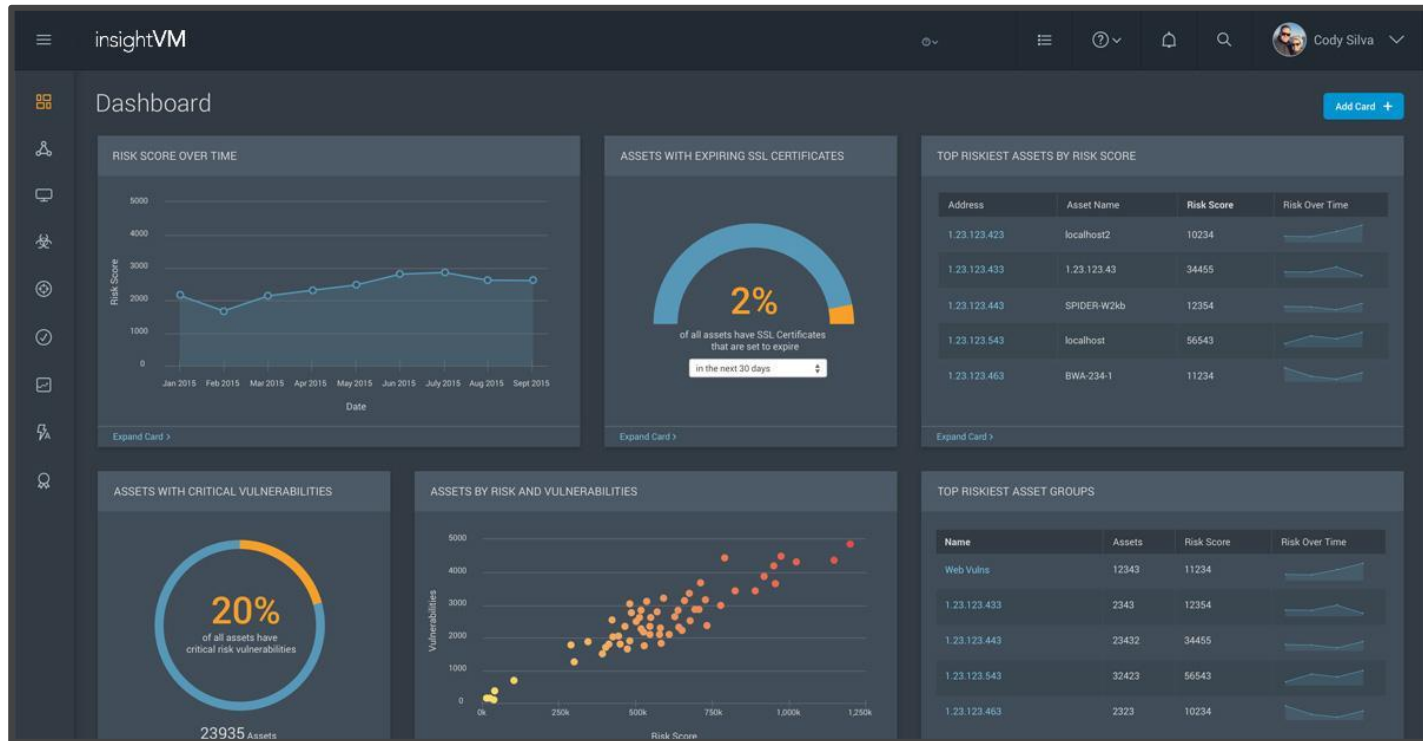 insightVM
Cody Silva
Dashboard
Add Card +
RISK SCORE OVER TIME
5000
4000
3000
2000
1000
0
Risk Score
Jan 2015 Feb 2015 Mar 2015 Apr 2015 May 2015 Jun 2015 July 2015 Aug 2015 Sept 2015
Date
Expand Card >
ASSETS WITH EXPIRING SSL CERTIFICATES
2%
of all assets have SSL Certificates
that are set to expire
in the next 30 days
Expand Card >
TOP RISKIEST ASSETS BY RISK SCORE
Address Asset Name Risk Score Risk Over Time
1.23.123.423 localhost2 10234
1.23.123.433 1.23.123.43 34455
1.23.123.443 SPIDER-W2kb 12354
1.23.123.543 localhost 56543
1.23.123.463 BWA-234-1 11234
Expand Card >
ASSETS WITH CRITICAL VULNERABILITIES
20%
of all assets have
critical risk vulnerabilities
23935 Assets
ASSETS BY RISK AND VULNERABILITIES
5000
4000
3000
2000
1000
0
Vulnerabilities
0k 250k 500k 750k 1,000k 1,250k
Risk Score
TOP RISKIEST ASSET GROUPS
Name Assets Risk Score Risk Over Time
Web Vulns 12343 11234
1.23.123.433 2343 12354
1.23.123.443 23432 34455
1.23.123.543 32423 56543
1.23.123.463 2323 10234